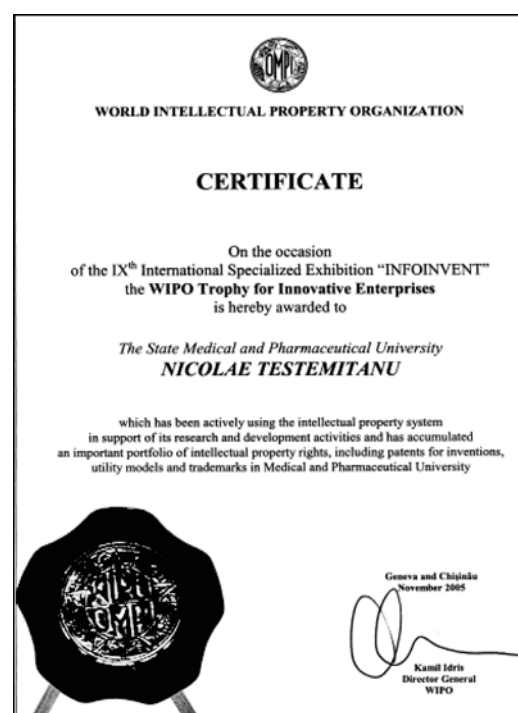 OMPI
WORLD INTELLECTUAL PROPERTY ORGANIZATION
CERTIFICATE
On the occasion
of the IXth International Specialized Exhibition “INFOINVENT”
the WIPO Trophy for Innovative Enterprises
is hereby awarded to
The State Medical and Pharmaceutical University
NICOLAE TESTEMITANU
which has been actively using the intellectual property system
in support of its research and development activities and has accumulated
an important portfolio of intellectual property rights, including patents for inventions,
utility models and trademarks in Medical and Pharmaceutical University
WIPO
OMPI
Geneva and Chişinău
November 2005
Kamil Idris
Director General
WIPO